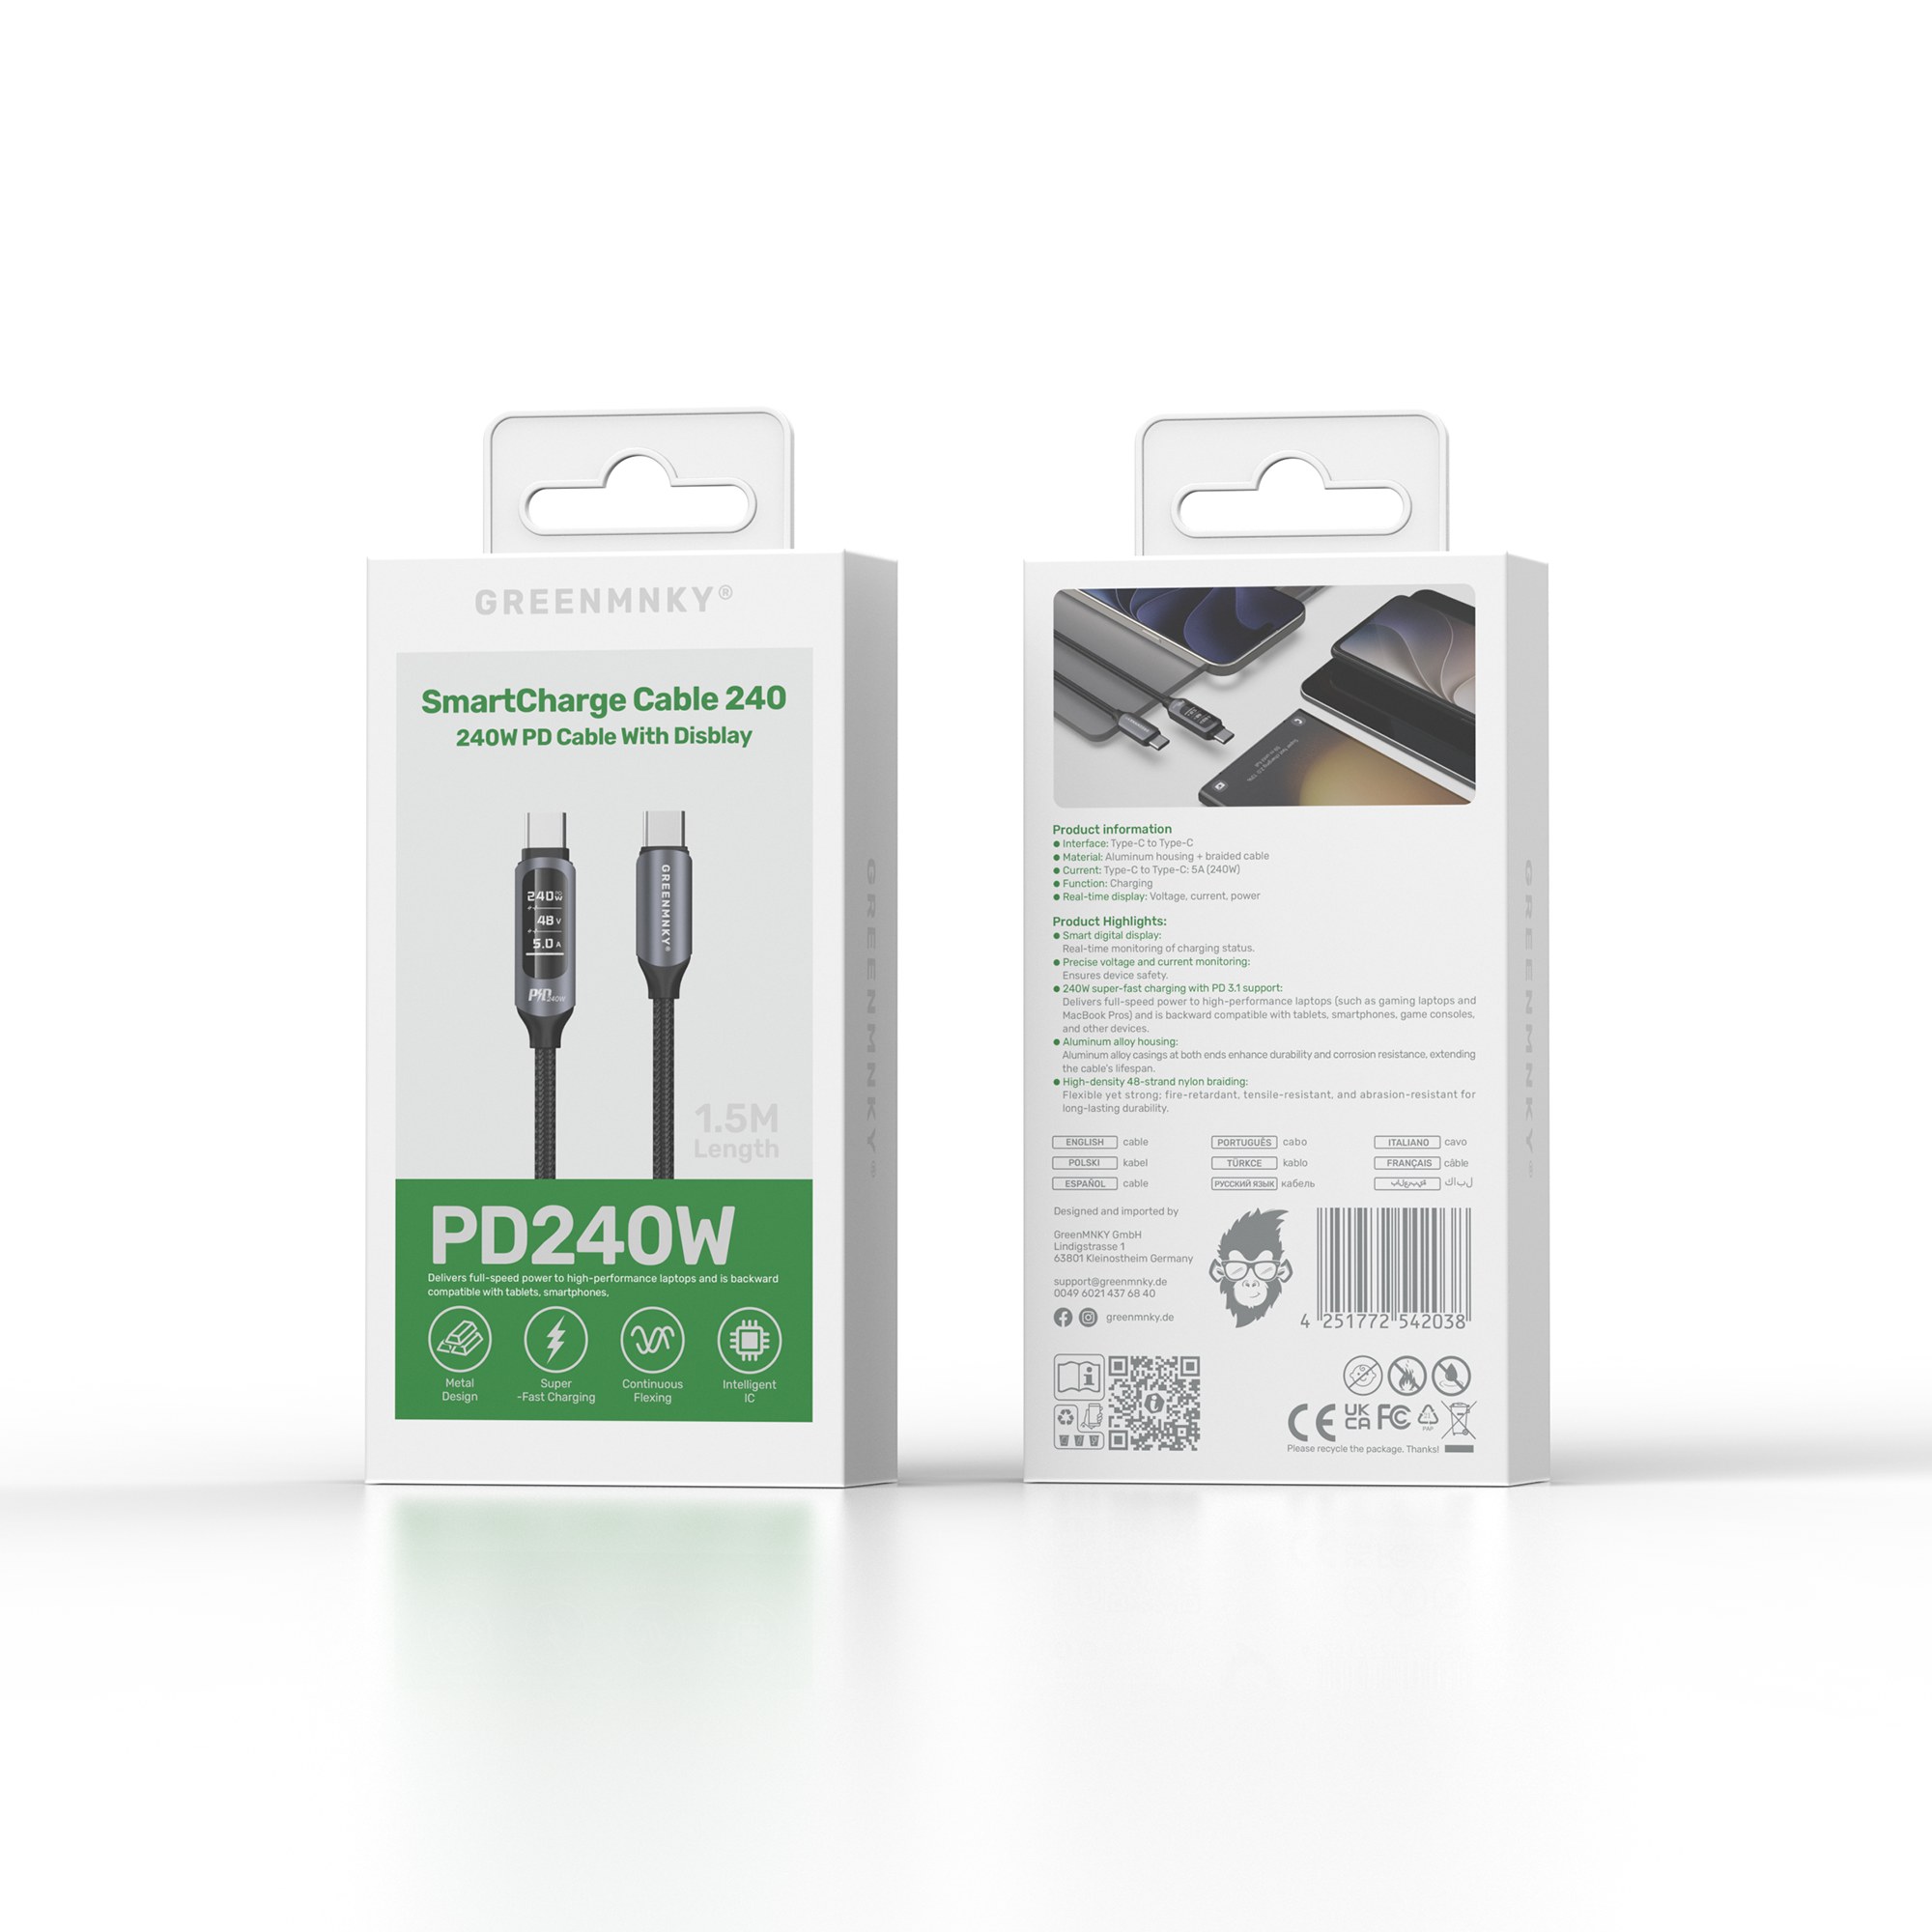 GREENMNKY®
SmartCharge Cable 240
240W PD Cable With Disblay
240W
48V
5.0A
PD240W
GREENMNKY®
1.5M
Length
PD240W
Delivers full-speed power to high-performance laptops and is backward
compatible with tablets, smartphones,
Metal
Design
Super
-Fast Charging
Continuous
Flexing
Intelligent
IC
GREENMNKY
Product information
● Interface: Type-C to Type-C
● Material: Aluminum housing + braided cable
● Current: Type-C to Type-C: 5A (240W)
● Function: Charging
● Real-time display: Voltage, current, power
Product Highlights:
● Smart digital display:
Real-time monitoring of charging status.
● Precise voltage and current monitoring:
Ensures device safety.
● 240W super-fast charging with PD 3.1 support:
Delivers full-speed power to high-performance laptops (such as gaming laptops and
MacBook Pros) and is backward compatible with tablets, smartphones, game consoles,
and other devices.
● Aluminum alloy housing:
Aluminum alloy casings at both ends enhance durability and corrosion resistance, extending
the cable's lifespan.
● High-density 48-strand nylon braiding:
Flexible yet strong: fire-retardant, tensile-resistant, and abrasion-resistant for
long-lasting durability.
ENGLISH cable PORTUGUÊS cabo ITALIANO cavo
POLSKI kabel TÜRKCE kablo FRANÇAIS câble
ESPAÑOL cable РУССКИЙ ЯЗЫК кабель
Designed and imported by
GreenMNKY GmbH
Lindigstrasse 1
63801 Kleinostheim Germany
support@greenmnky.de
0049 6021 437 68 40
greenmnky.de
4 251772 542038
CE UK CA FC PAP
Please recycle the package. Thanks!
GREENMNKY